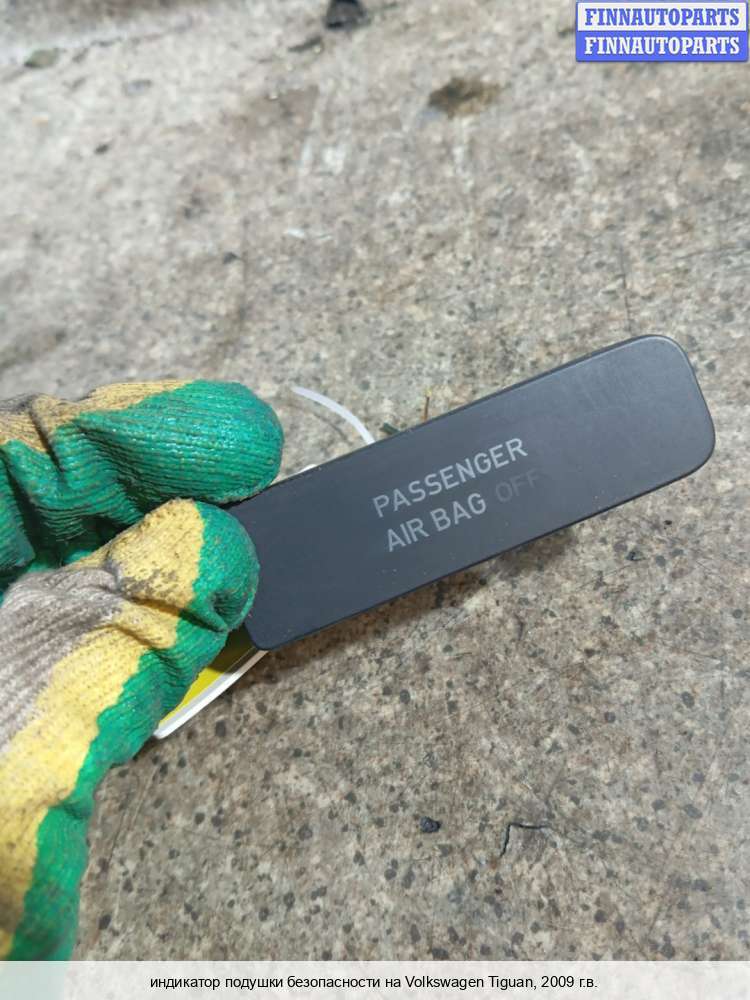 FINNAUTOPARTS
FINNAUTOPARTS
PASSENGER
AIR BAG OFF
индикатор подушки безопасности на Volkswagen Tiguan, 2009 г.в.